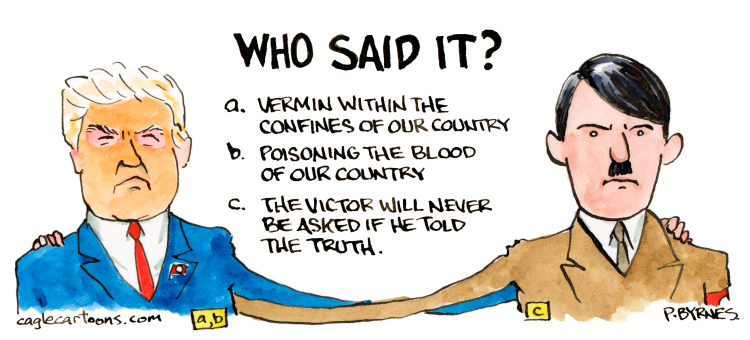 WHO SAID IT?
a. VERMIN WITHIN THE
CONFINES OF OUR COUNTRY
b. POISONING THE BLOOD
OF OUR COUNTRY
c. THE VICTOR WILL NEVER
BE ASKED IF HE TOLD
THE TRUTH.
caglecartoons.com
a,b
c
P. BYRNES.